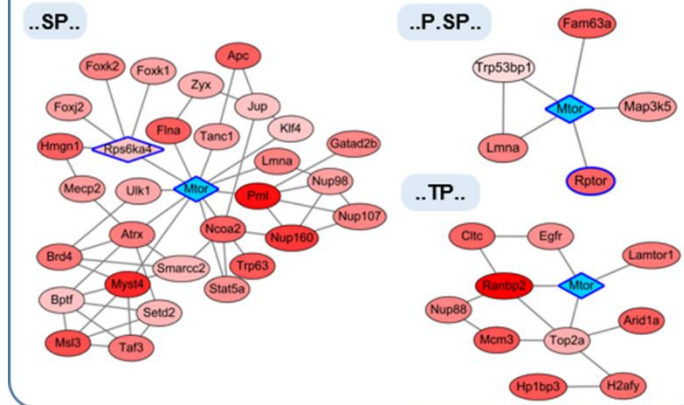 ..SP..
Apc
Foxk2
Foxk1
Zyx
Foxj2
Jup
Flna
Tanc1
Klf4
Hmgn1
Rps6ka4
Gatad2b
Lmna
Mecp2
Ulk1
Mtor
Pml
Nup98
Nup107
Atrx
Ncoa2
Nup160
Brd4
Smarcc2
Trp63
Myst4
Stat5a
Bptf
Setd2
Msl3
Taf3
..P.SP..
Fam63a
Trp53bp1
Mtor
Map3k5
Lmna
Rptor
..TP..
Cltc
Egfr
Lamtor1
Ranbp2
Mtor
Nup88
Arid1a
Mcm3
Top2a
Hp1bp3
H2afy